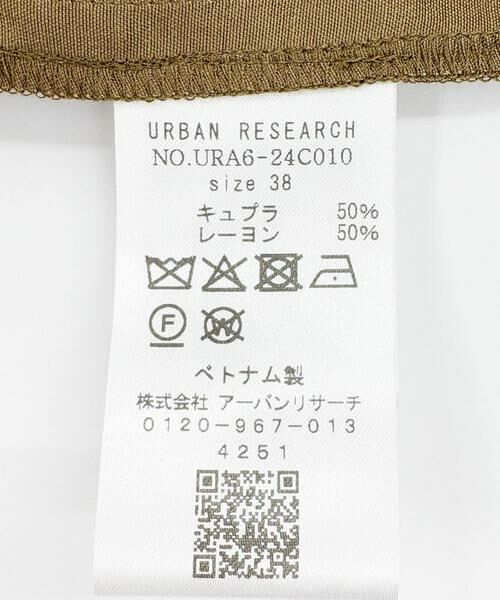 URBAN RESEARCH
NO.URA6-24C010
size 38
キュプラ 50%
レーヨン 50%
F W
ベトナム製
株式会社 アーバンリサーチ
0120-967-013
4251